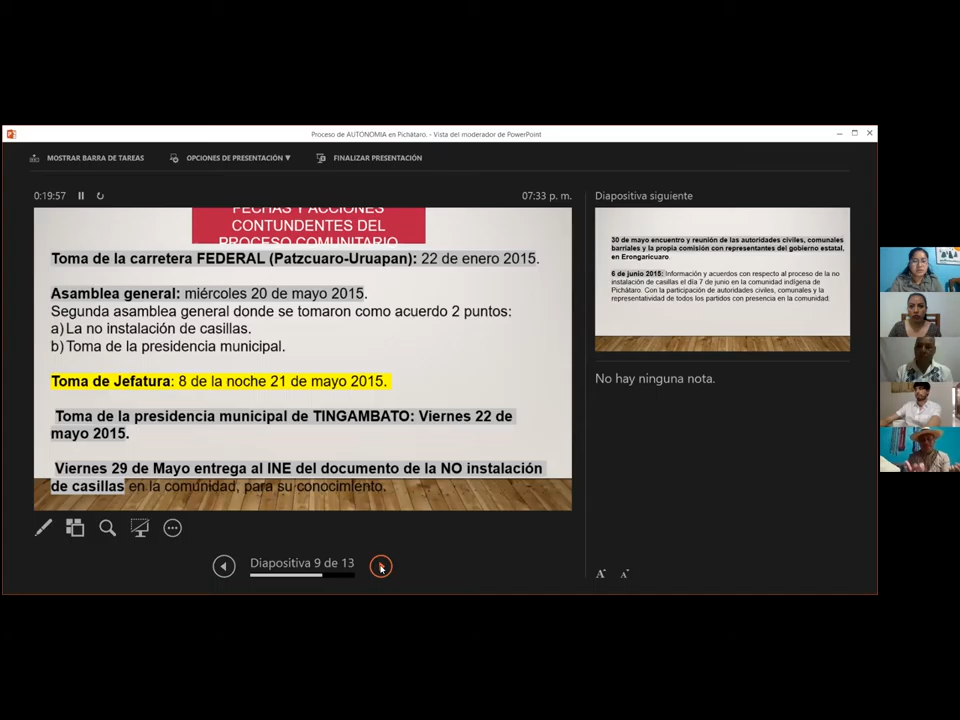 Proceso de AUTONOMIA en Pichátaro. - Vista del moderador de PowerPoint
MOSTRAR BARRA DE TAREAS
OPCIONES DE PRESENTACIÓN ▼
FINALIZAR PRESENTACIÓN
0:19:57
07:33 p. m.
FECHAS Y ACCIONES
CONTUNDENTES DEL
PROCESO COMUNITARIO
Toma de la carretera FEDERAL (Patzcuaro-Uruapan): 22 de enero 2015.
Asamblea general: miércoles 20 de mayo 2015.
Segunda asamblea general donde se tomaron como acuerdo 2 puntos:
a) La no instalación de casillas.
b) Toma de la presidencia municipal.
Toma de Jefatura: 8 de la noche 21 de mayo 2015.
Toma de la presidencia municipal de TINGAMBATO: Viernes 22 de
mayo 2015.
Viernes 29 de Mayo entrega al INE del documento de la NO instalación
de casillas en la comunidad, para su conocimiento.
Diapositiva 9 de 13
Diapositiva siguiente
30 de mayo encuentro y reunión de las autoridades civiles, comunales
barriales y la propia comisión con representantes del gobierno estatal,
en Erongaricuaro
6 de junio 2015: Información y acuerdos con respecto al proceso de la no
instalación de casillas el día 7 de junio en la comunidad indígena de
Pichátaro. Con la participación de autoridades civiles, comunales y la
representatividad de todos los partidos con presencia en la comunidad.
No hay ninguna nota.
A A